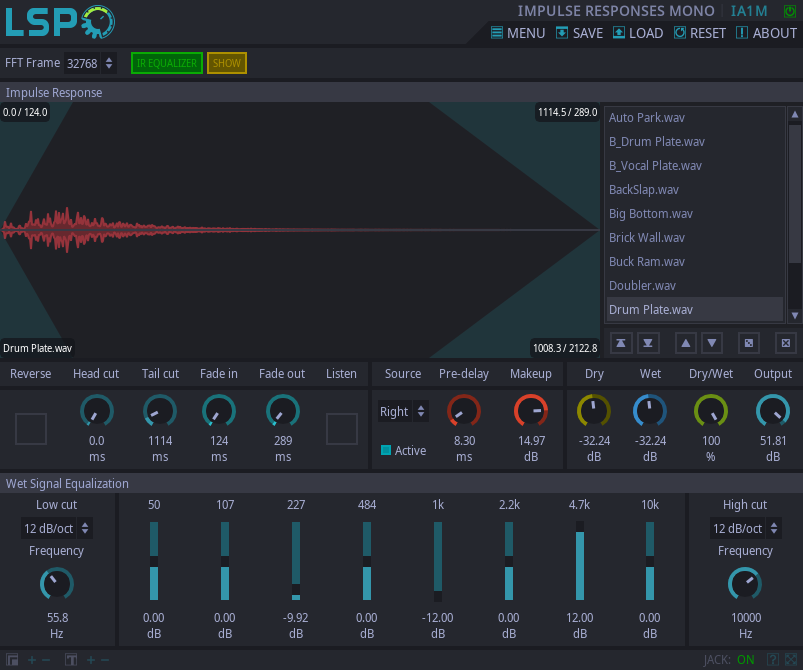 LSP
IMPULSE RESPONSES MONO IA1M
MENU SAVE LOAD RESET ABOUT
FFT Frame 32768 IR EQUALIZER SHOW
Impulse Response
0.0 / 124.0 1114.5 / 289.0
Auto Park.wav
B_Drum Plate.wav
B_Vocal Plate.wav
BackSlap.wav
Big Bottom.wav
Brick Wall.wav
Buck Ram.wav
Doubler.wav
Drum Plate.wav
Drum Plate.wav 1008.3 / 2122.8
Reverse Head cut Tail cut Fade in Fade out Listen Source Pre-delay Makeup Dry Wet Dry/Wet Output
Right
0.0 1114 124 289 Active 8.30 14.97 -32.24 -32.24 100 51.81
ms ms ms ms ms dB dB dB % dB
Wet Signal Equalization
Low cut 50 107 227 484 1k 2.2k 4.7k 10k High cut
12 dB/oct 12 dB/oct
Frequency Frequency
55.8 0.00 0.00 -9.92 0.00 -12.00 0.00 12.00 0.00 10000
Hz dB dB dB dB dB dB dB dB Hz
JACK: ON